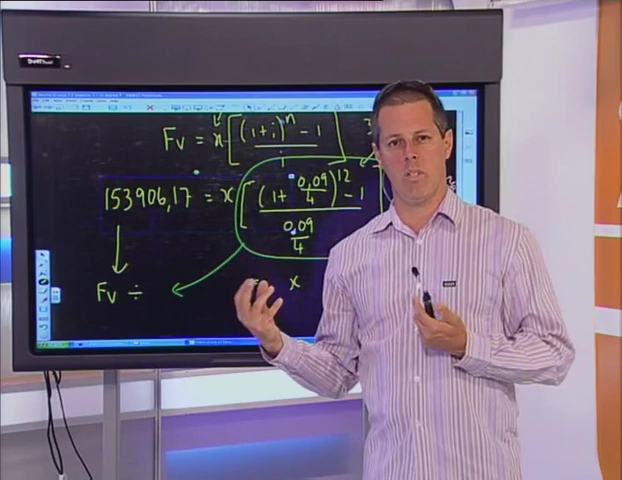 Fv = x [ (1+i)^n - 1
i
153906,17 = x [ (1+ 0,09/4)^12 - 1
0,09/4
Fv ÷
x